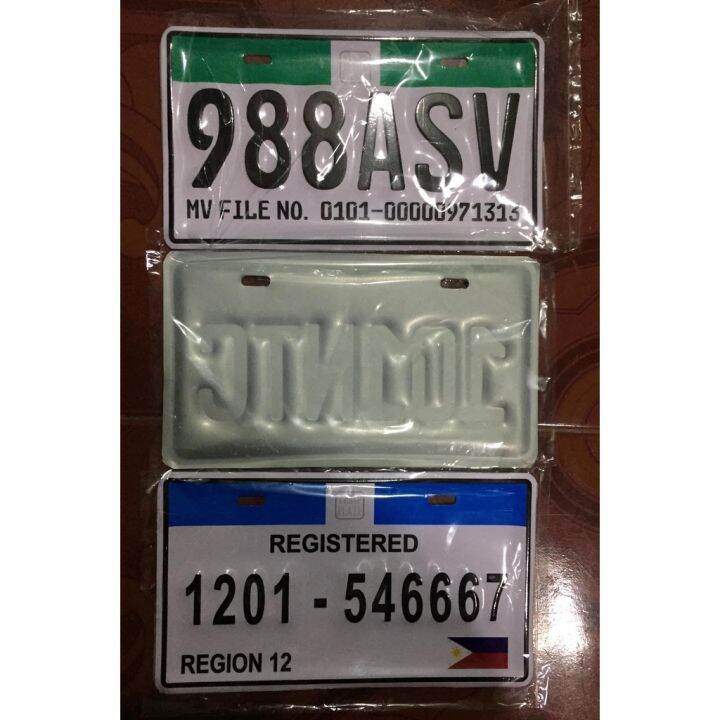 988ASV
MV FILE NO. 0101-00000971313
REGISTERED
1201 - 546667
REGION 12